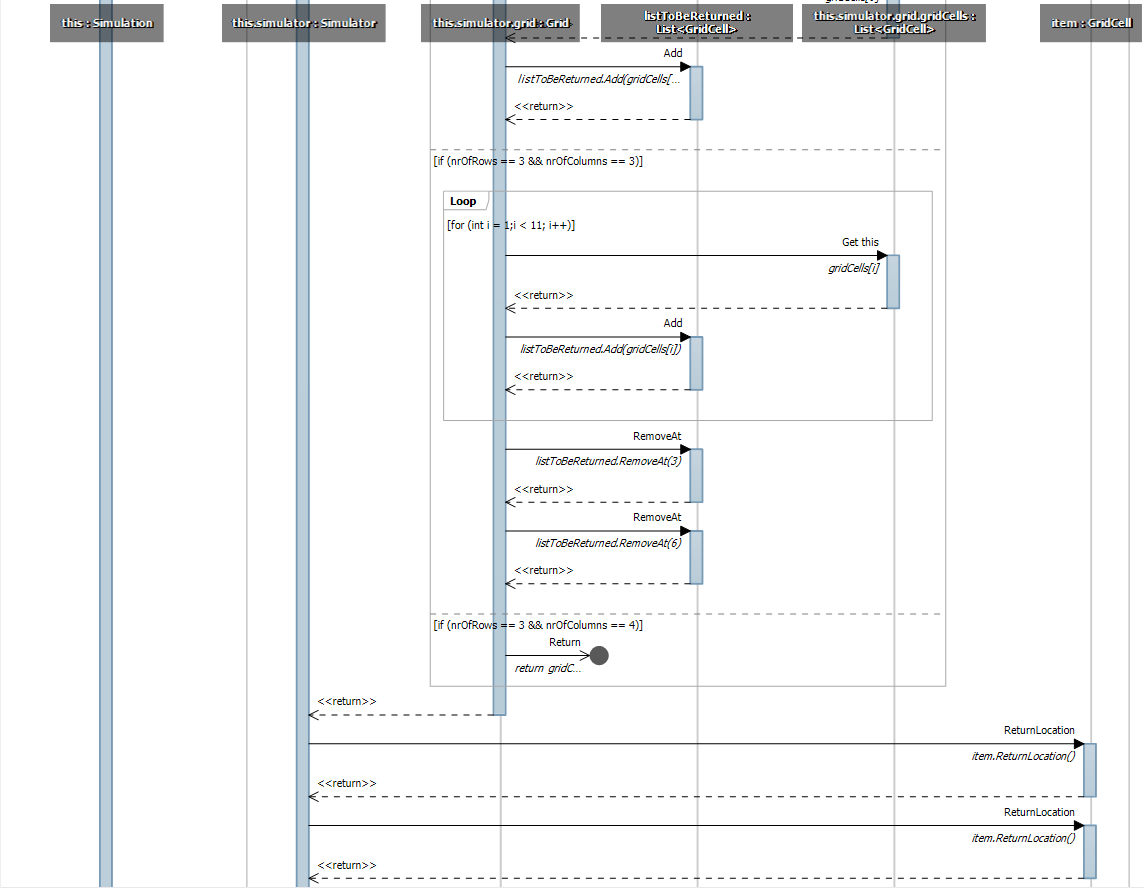 this : Simulation
this.simulator : Simulator
this.simulator.grid : Grid
listToBeReturned :
List<GridCell>
this.simulator.grid.gridCells :
List<GridCell>
item : GridCell
Add
listToBeReturned.Add(gridCells[...
<<return>>
[if (nrOfRows == 3 && nrOfColumns == 3)]
Loop
[for (int i = 1;i < 11; i++)]
Get this
gridCells[i]
<<return>>
Add
listToBeReturned.Add(gridCells[i])
<<return>>
RemoveAt
listToBeReturned.RemoveAt(3)
<<return>>
RemoveAt
listToBeReturned.RemoveAt(6)
<<return>>
[if (nrOfRows == 3 && nrOfColumns == 4)]
Return
return gridC...
<<return>>
ReturnLocation
item.ReturnLocation()
<<return>>
ReturnLocation
item.ReturnLocation()
<<return>>